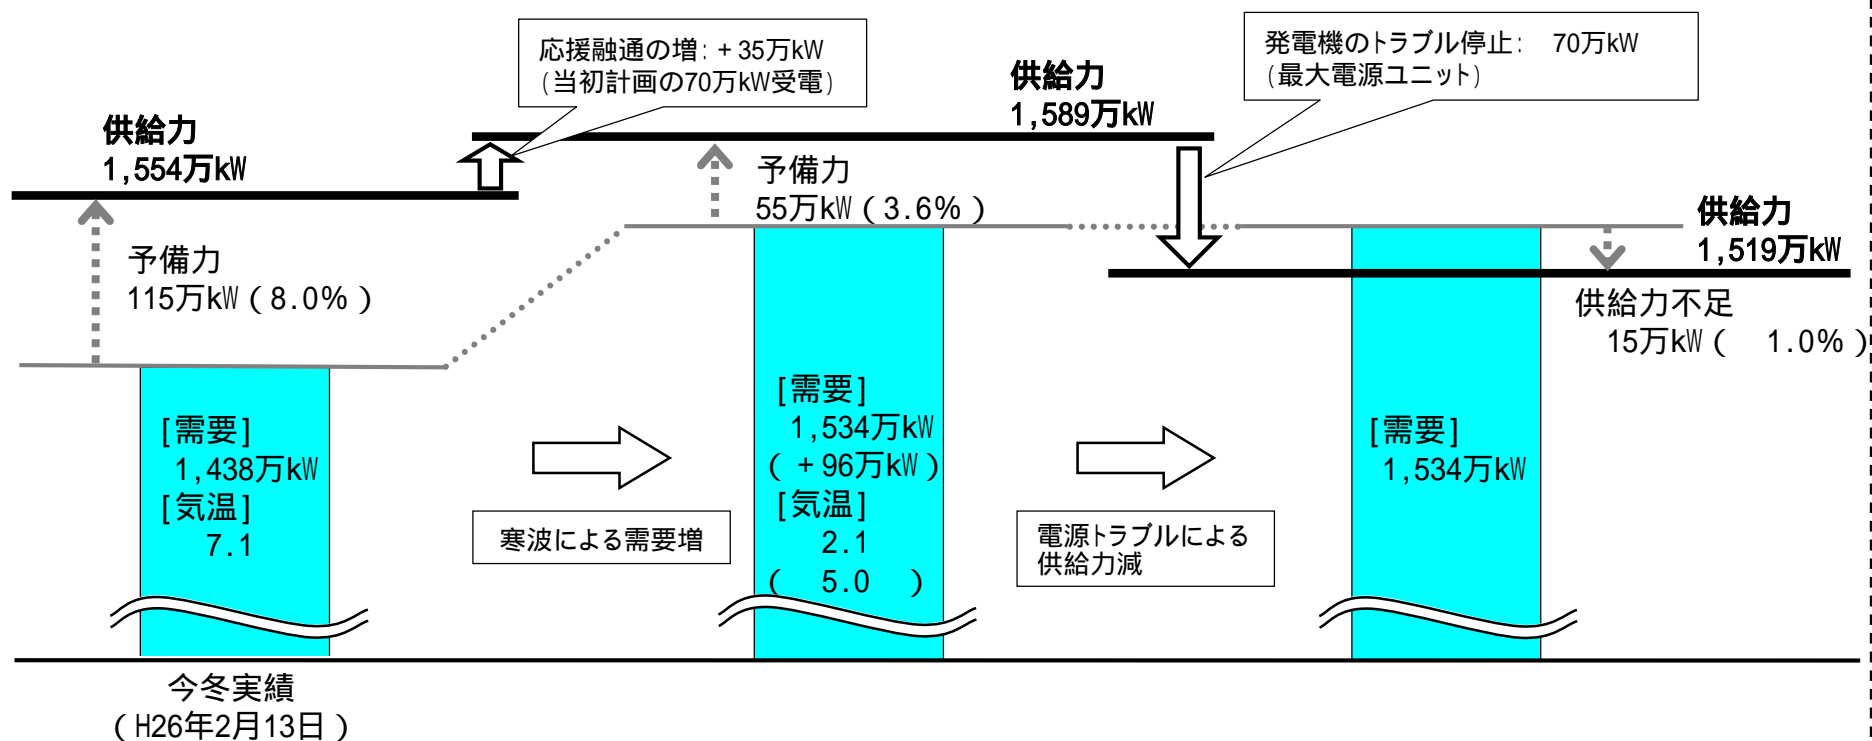 応援融通の増: +35万kW
(当初計画の70万kW受電)
発電機のトラブル停止: 70万kW
(最大電源ユニット)
供給力
1,554万kW
供給力
1,589万kW
予備力
115万kW(8.0%)
予備力
55万kW(3.6%)
供給力
1,519万kW
供給力不足
15万kW( 1.0%)
[需要]
1,438万kW
[気温]
7.1
寒波による需要増
[需要]
1,534万kW
(+96万kW)
[気温]
2.1
( 5.0 )
電源トラブルによる
供給力減
[需要]
1,534万kW
今冬実績
(H26年2月13日)